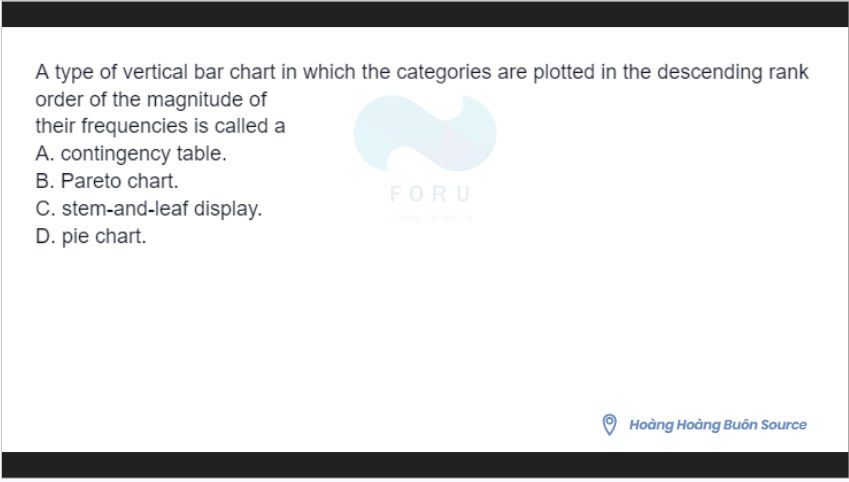 A type of vertical bar chart in which the categories are plotted in the descending rank
order of the magnitude of
their frequencies is called a
A. contingency table.
B. Pareto chart.
C. stem-and-leaf display.
D. pie chart.
FORU
Hoàng Hoàng Buôn Source